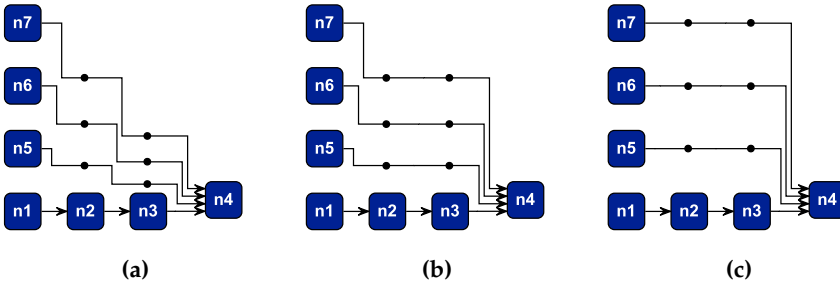 n7 n7 n7
n6 n6 n6
n5 n5 n5
n4 n4 n4
n1 n2 n3 n1 n2 n3 n1 n2 n3
(a) (b) (c)